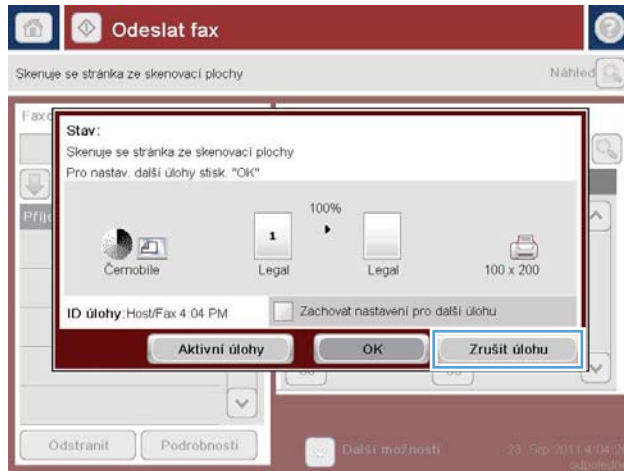 Odeslat fax
Skenuje se stránka ze skenovací plochy
Náhled
Stav:
Skenuje se stránka ze skenovací plochy
Pro nastav. další úlohy stisk. "OK"
100%
1
Černobíle
Legal
Legal
100 x 200
ID úlohy:Host/Fax 4:04 PM
Zachovat nastavení pro další úlohu
Aktivní úlohy
OK
Zrušit úlohu
Odstranit
Podrobnosti
Další možnosti
23. Srp 2011
odpoledne